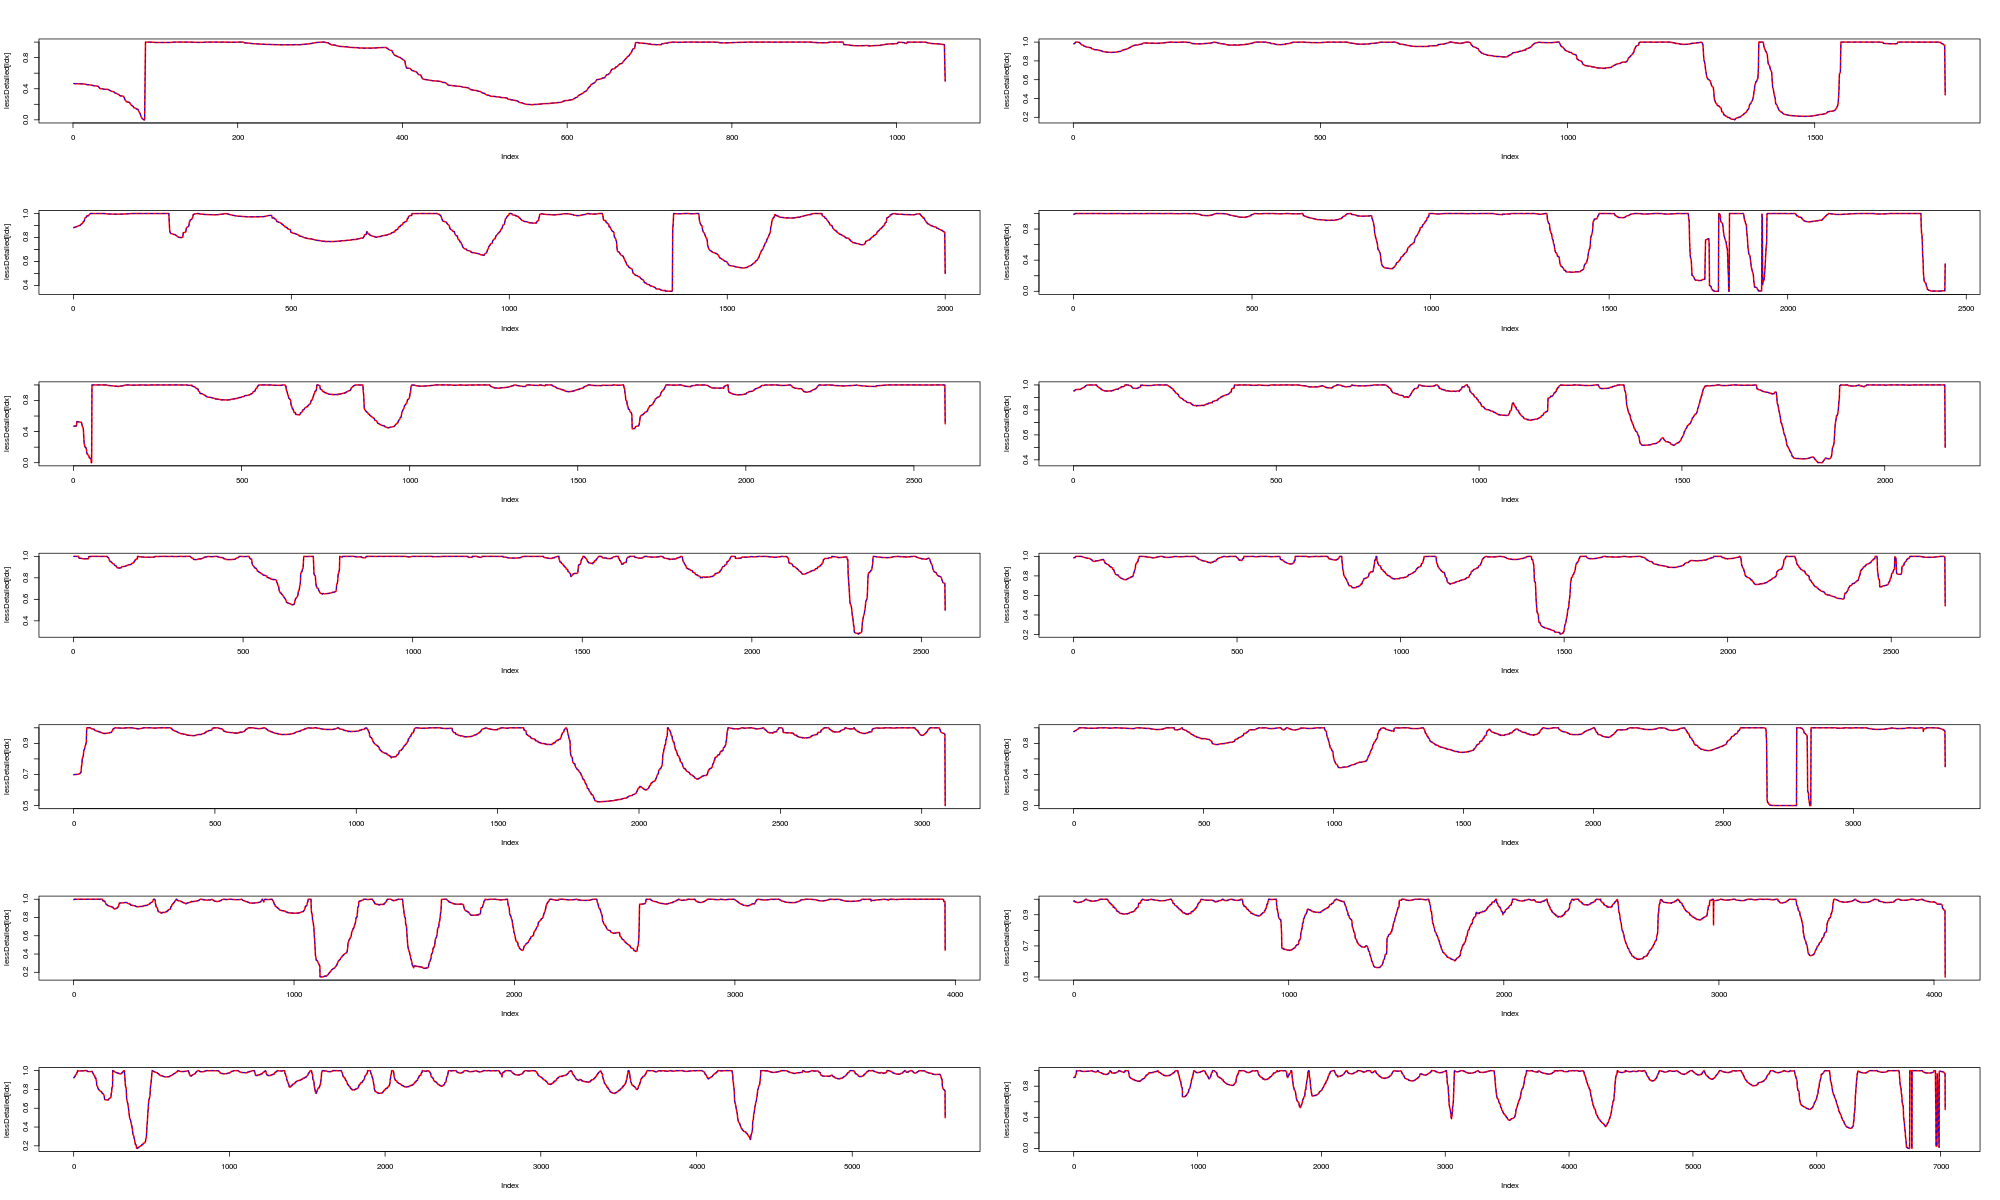 lessDetailed[idx]
0.0 0.4 0.8
0 200 400 600 800 1000
Index
lessDetailed[idx]
0.2 0.4 0.6 0.8 1.0
0 500 1000 1500
Index
lessDetailed[idx]
0.4 0.6 0.8 1.0
0 500 1000 1500 2000
Index
lessDetailed[idx]
0.0 0.4 0.8
0 500 1000 1500 2000 2500
Index
lessDetailed[idx]
0.0 0.4 0.8
0 500 1000 1500 2000 2500
Index
lessDetailed[idx]
0.4 0.6 0.8 1.0
0 500 1000 1500 2000
Index
lessDetailed[idx]
0.4 0.6 0.8 1.0
0 500 1000 1500 2000 2500
Index
lessDetailed[idx]
0.2 0.4 0.6 0.8 1.0
0 500 1000 1500 2000 2500
Index
lessDetailed[idx]
0.5 0.7 0.9
0 500 1000 1500 2000 2500 3000
Index
lessDetailed[idx]
0.0 0.4 0.8
0 500 1000 1500 2000 2500 3000
Index
lessDetailed[idx]
0.2 0.4 0.6 0.8 1.0
0 1000 2000 3000 4000
Index
lessDetailed[idx]
0.5 0.7 0.9
0 1000 2000 3000 4000
Index
lessDetailed[idx]
0.2 0.4 0.6 0.8 1.0
0 1000 2000 3000 4000 5000
Index
lessDetailed[idx]
0.0 0.4 0.8
0 1000 2000 3000 4000 5000 6000 7000
Index